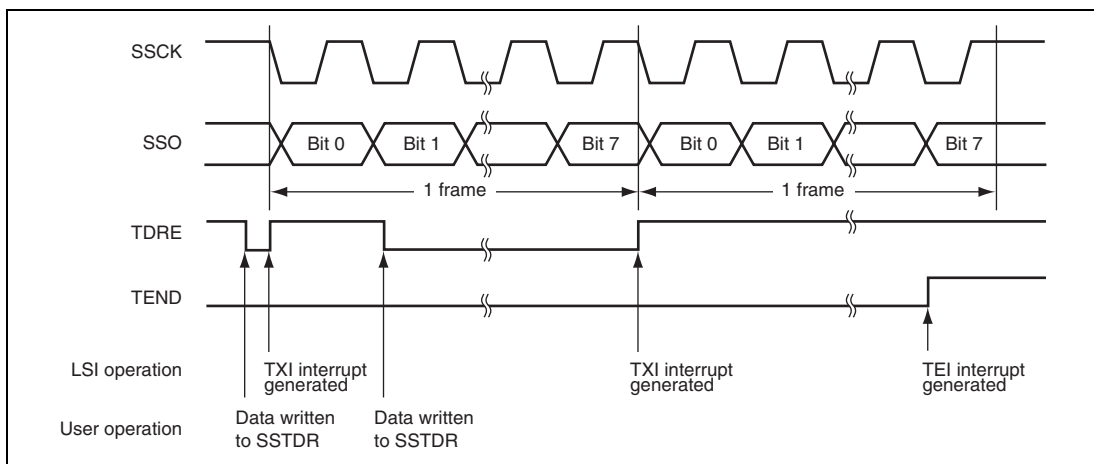 SSCK
SSO
Bit 0
Bit 1
Bit 7
Bit 0
Bit 1
Bit 7
1 frame
1 frame
TDRE
TEND
LSI operation
TXI interrupt
generated
TXI interrupt
generated
TEI interrupt
generated
User operation
Data written
to SSTDR
Data written
to SSTDR